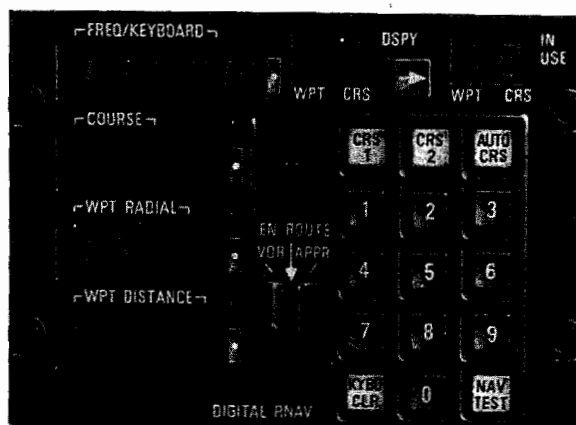 FREQ/KEYBOARD
DSPY
IN
USE
WPT CRS
WPT CRS
COURSE
CRS
1
CRS
2
AUTO
CRS
WPT RADIAL
1
2
3
EN ROUTE
VOR APPR
4
5
6
WPT DISTANCE
7
8
9
KYBD
CLR
0
NAV
TEST
DIGITAL RNAV